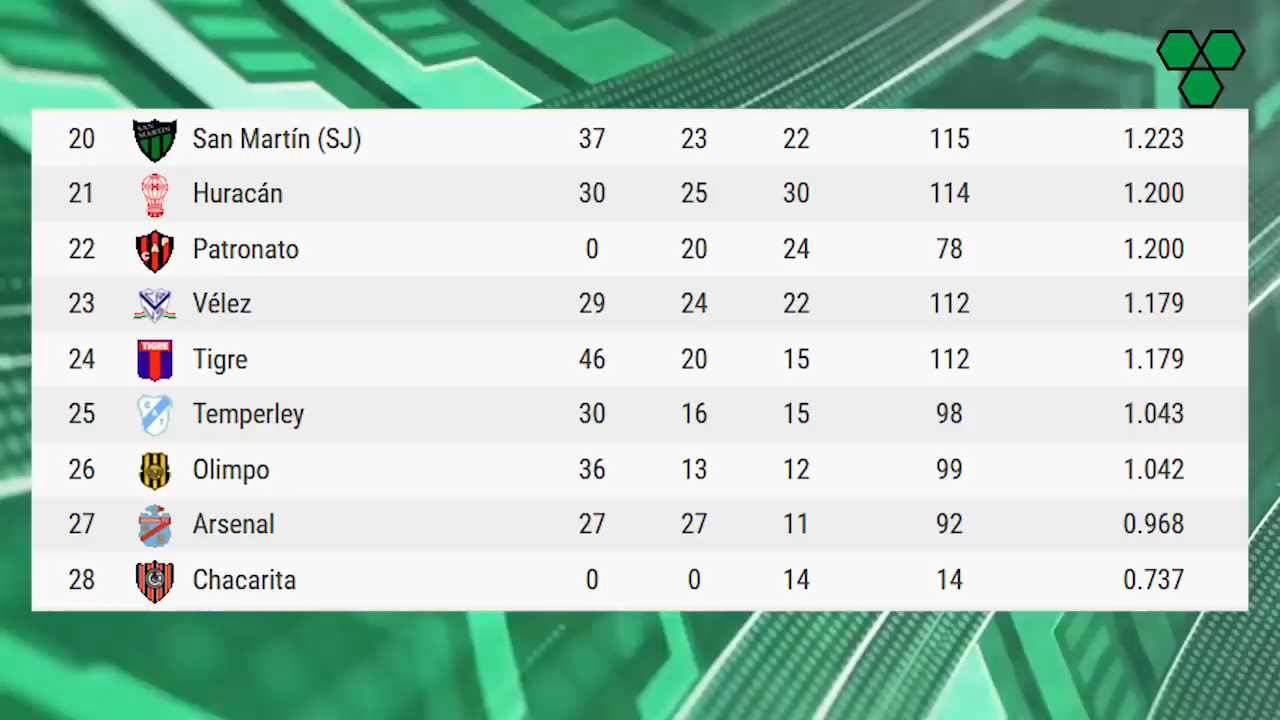 20 San Martín (SJ) 37 23 22 115 1.223
21 Huracán 30 25 30 114 1.200
22 Patronato 0 20 24 78 1.200
23 Vélez 29 24 22 112 1.179
24 TIGRE Tigre 46 20 15 112 1.179
25 Temperley 30 16 15 98 1.043
26 Olimpo 36 13 12 99 1.042
27 Arsenal 27 27 11 92 0.968
28 Chacarita 0 0 14 14 0.737